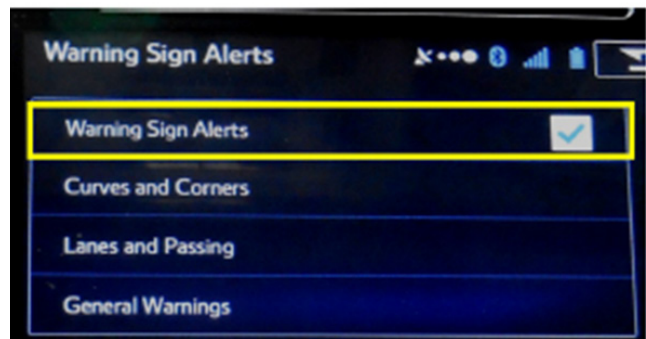 Warning Sign Alerts
Warning Sign Alerts
Curves and Corners
Lanes and Passing
General Warnings